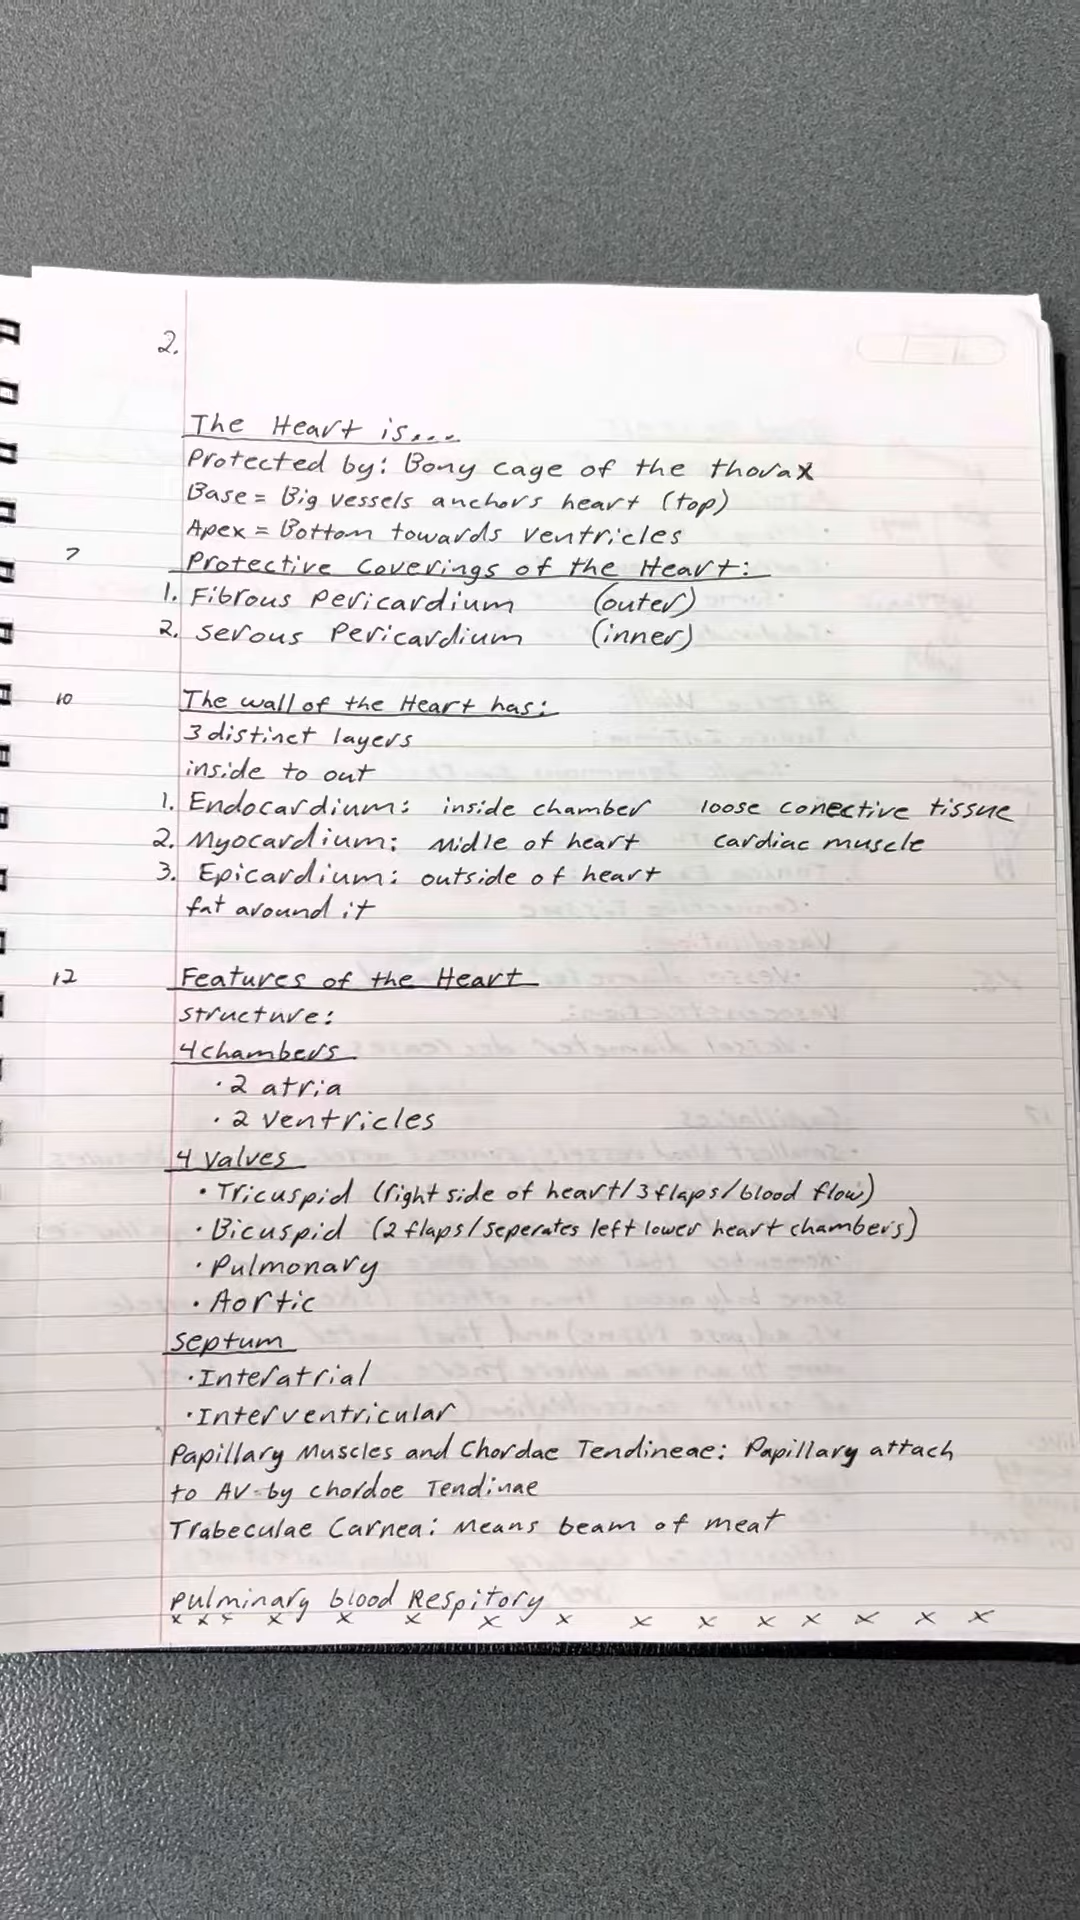 2.
The Heart is...
Protected by: Bony cage of the thorax
Base = Big vessels anchors heart (top)
Apex = Bottom towards ventricles
7 Protective Coverings of the Heart:
1. Fibrous pericardium (outer)
2. serous Pericardium (inner)
10 The wall of the Heart has:
3 distinct layers
inside to out
1. Endocardium: inside chamber loose conective tissue
2. Myocardium: Midle of heart cardiac muscle
3. Epicardium: outside of heart
fat around it
12 Features of the Heart
structure:
4 chambers
• 2 atria
• 2 ventricles
4 Valves
• Tricuspid (right side of heart/3 flaps/blood flow)
• Bicuspid (2 flaps/seperates left lower heart chambers)
• Pulmonary
• Aortic
Septum
• Interatrial
• Interventricular
Papillary Muscles and Chordae Tendineae: Papillary attach
to AV by chordoe Tendinae
Trabeculae Carnea: Means beam of meat
Pulminary blood Respitory
x x x x x x x x x x x x x x x